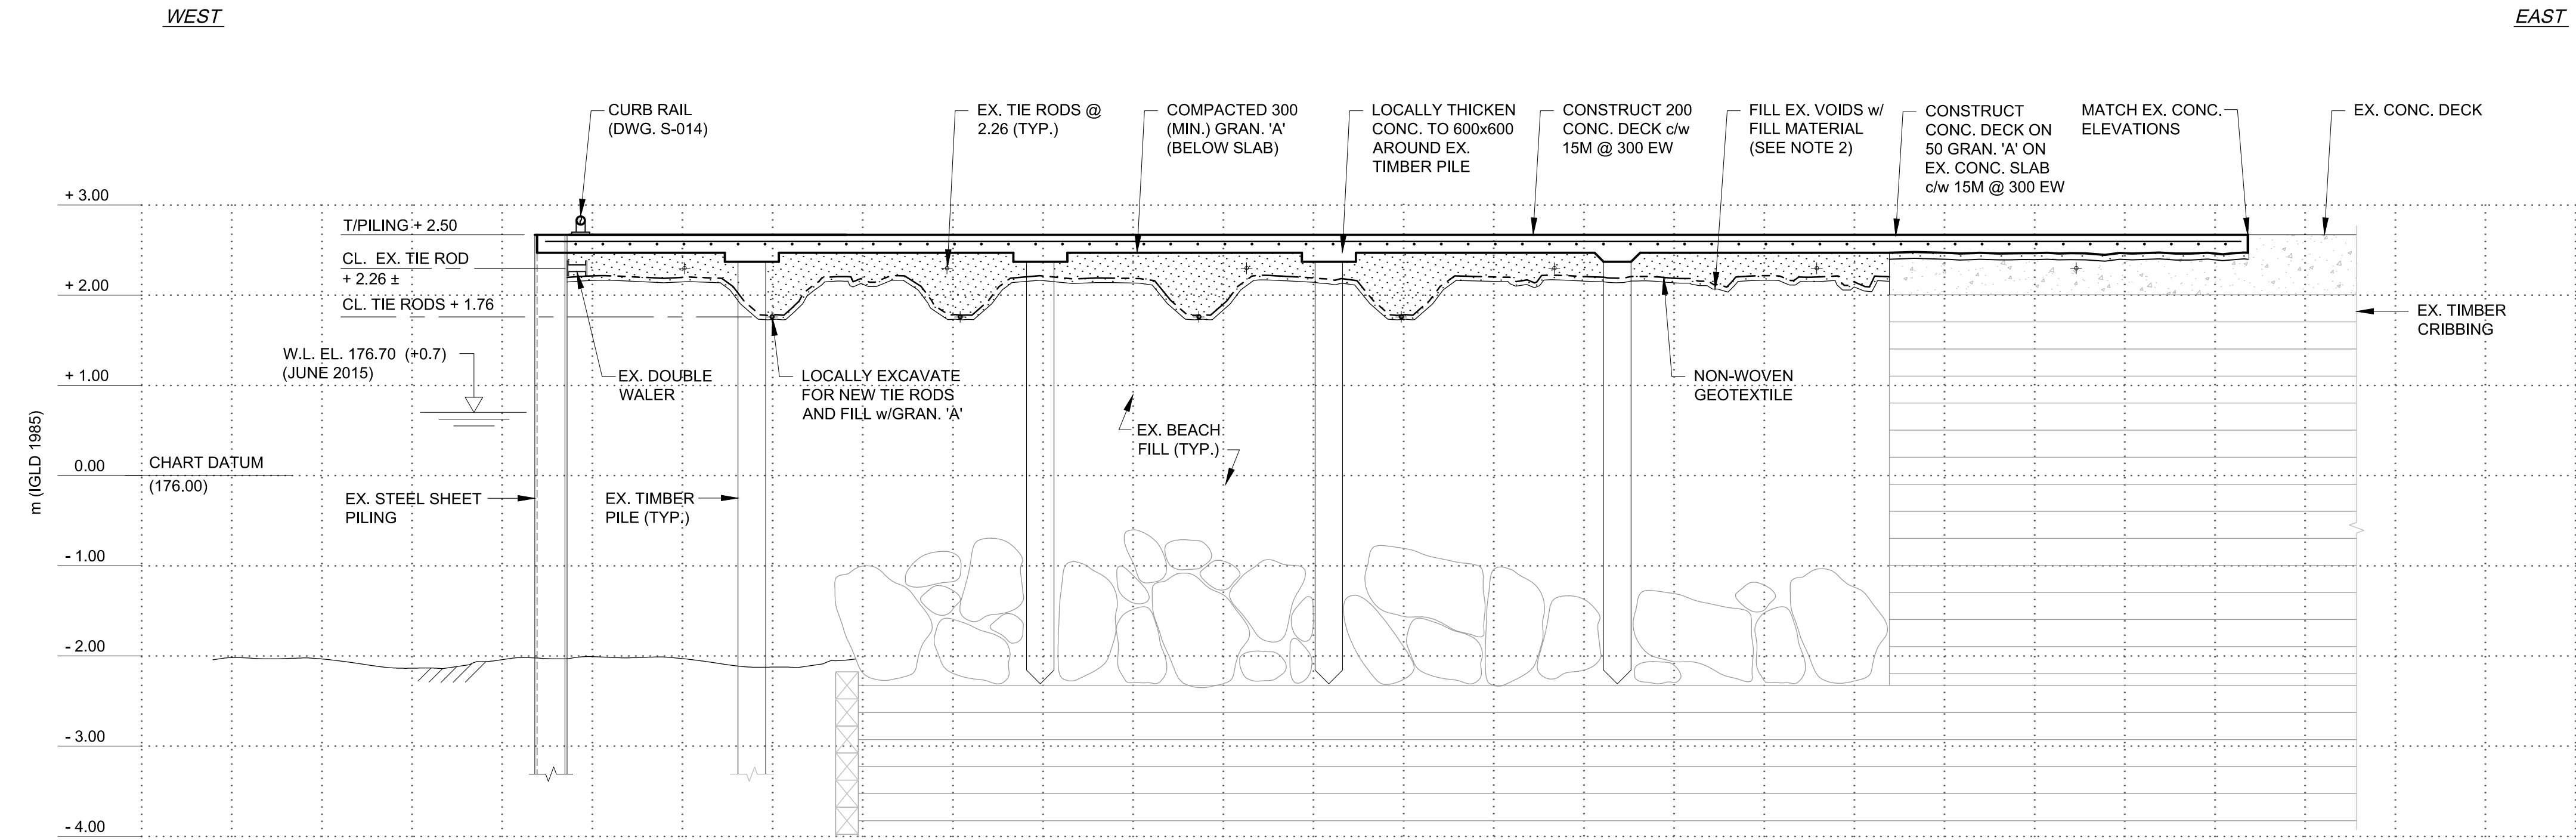 WEST
EAST
CURB RAIL
(DWG. S-014)
EX. TIE RODS @
2.26 (TYP.)
COMPACTED 300
(MIN.) GRAN. 'A'
(BELOW SLAB)
LOCALLY THICKEN
CONC. TO 600x600
AROUND EX.
TIMBER PILE
CONSTRUCT 200
CONC. DECK c/w
15M @ 300 EW
FILL EX. VOIDS w/
FILL MATERIAL
(SEE NOTE 2)
CONSTRUCT
CONC. DECK ON
50 GRAN. 'A' ON
EX. CONC. SLAB
c/w 15M @ 300 EW
MATCH EX. CONC.
ELEVATIONS
EX. CONC. DECK
+ 3.00
T/PILING + 2.50
CL. EX. TIE ROD
+ 2.26 ±
+ 2.00
CL. TIE RODS + 1.76
W.L. EL. 176.70 (+0.7)
(JUNE 2015)
+ 1.00
EX. DOUBLE
WALER
LOCALLY EXCAVATE
FOR NEW TIE RODS
AND FILL w/GRAN. 'A'
EX. BEACH
FILL (TYP.)
NON-WOVEN
GEOTEXTILE
EX. TIMBER
CRIBBING
m (IGLD 1985)
0.00
CHART DATUM
(176.00)
EX. STEEL SHEET
PILING
EX. TIMBER
PILE (TYP.)
- 1.00
- 2.00
- 3.00
- 4.00